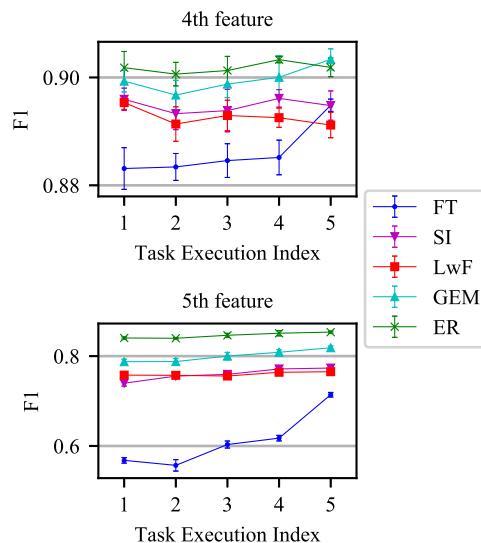 4th feature
0.90
0.88
F1
1 2 3 4 5
Task Execution Index
FT
SI
LwF
GEM
ER
5th feature
0.8
0.6
F1
1 2 3 4 5
Task Execution Index